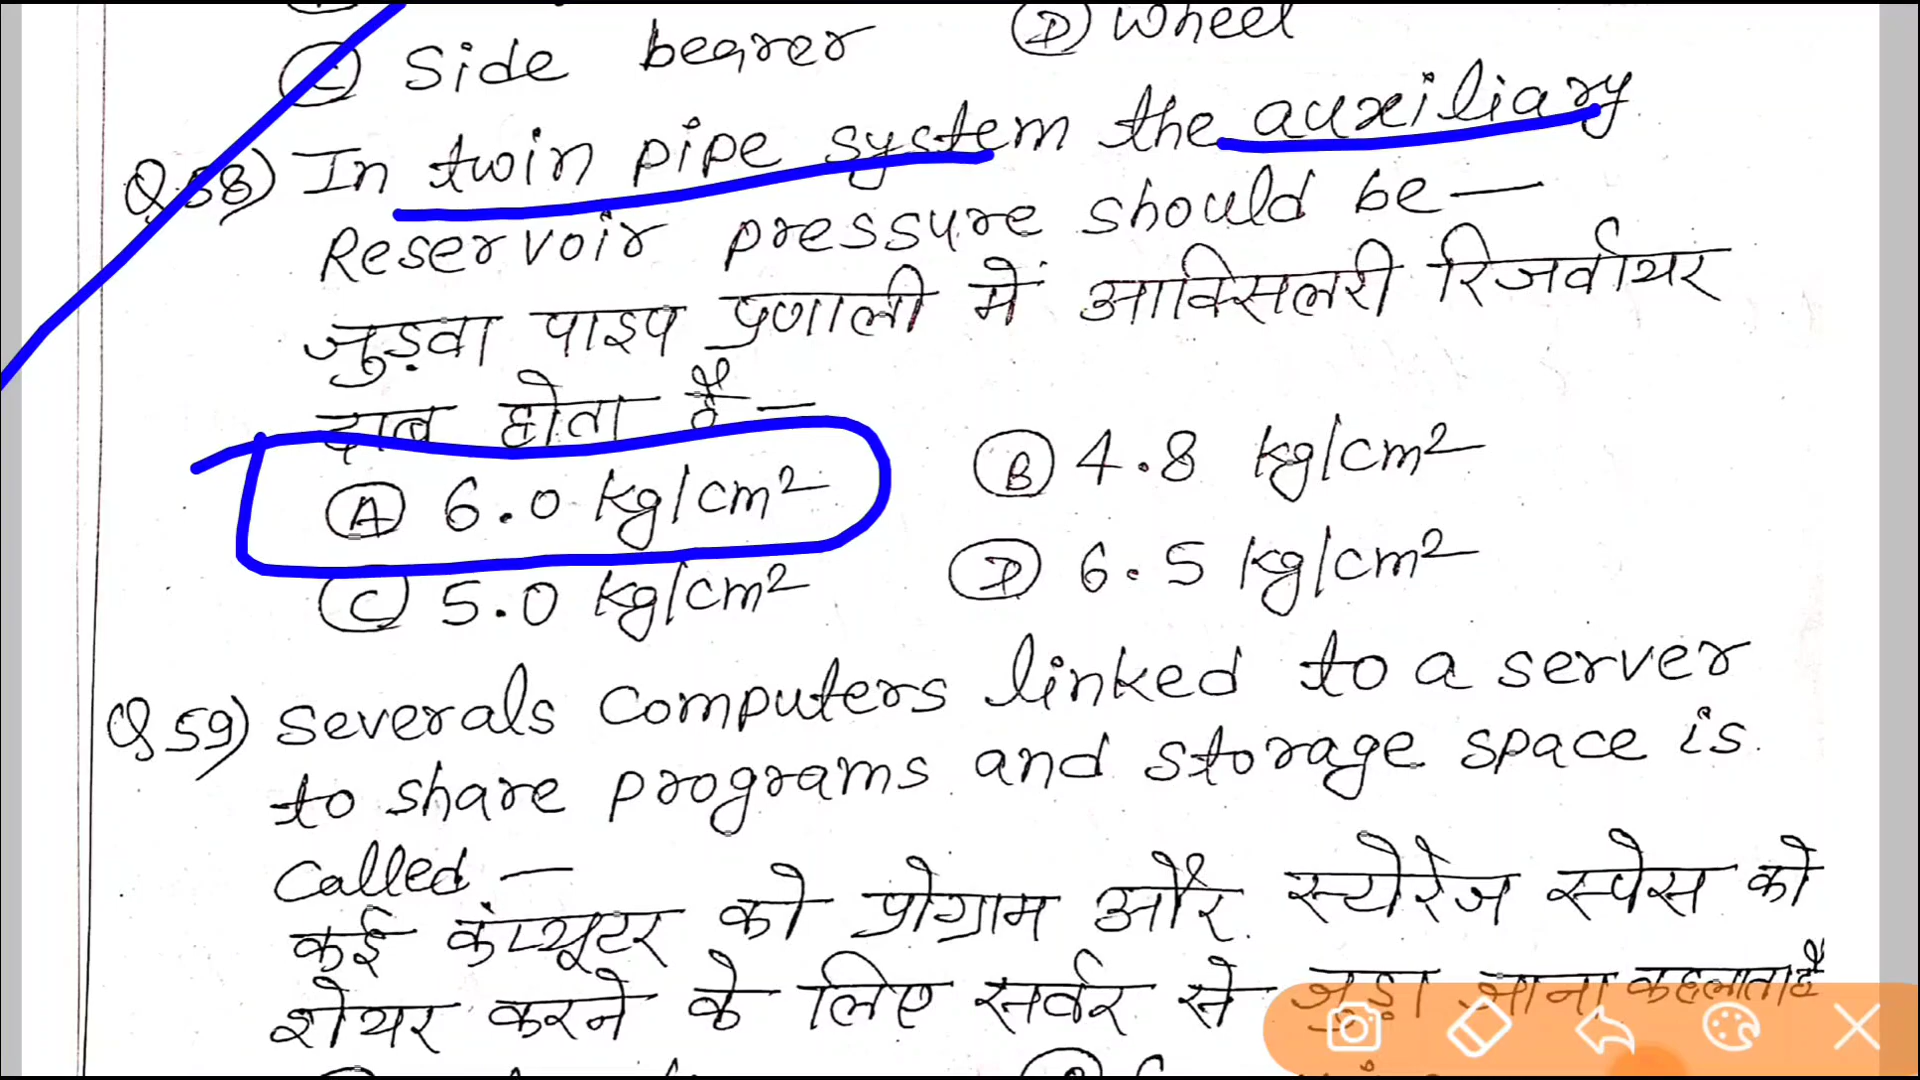 Ⓒ Side bearer Ⓓ Wheel
Q.58) In twin pipe system the auxiliary
Reservoir pressure should be —
जुड़वा पाइप प्रणाली में आक्सिलरी रिजर्वायर
दाब होता है —
Ⓐ 6.0 kg/cm² Ⓑ 4.8 kg/cm²
Ⓒ 5.0 kg/cm² Ⓓ 6.5 kg/cm²
Q59) Severals computers linked to a server
to share programs and storage space is.
Called —
कई कंप्यूटर को प्रोग्राम और स्टोरेज स्पेस को
शेयर करने के लिए सर्वर से जुड़ा जाना कहलाता है